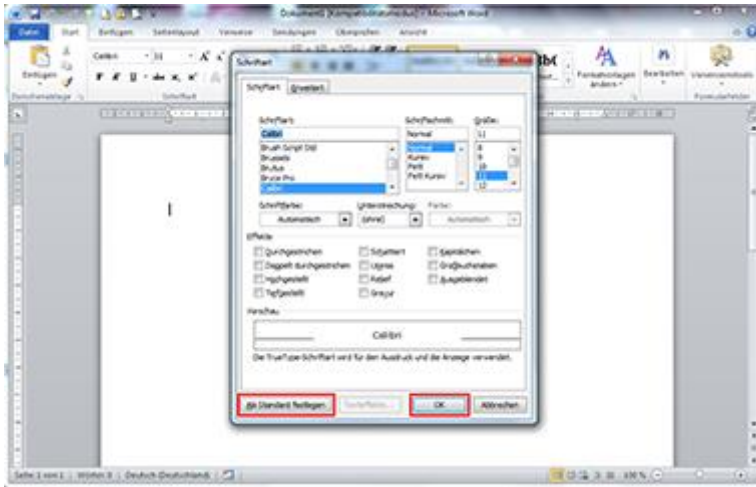 Dokument1 [Kompatibilitätsmodus] - Microsoft Word
Datei Start Einfügen Seitenlayout Verweise Sendungen Überprüfen Ansicht
Einfügen
Calibri 11
F K U abc x, x²
Formatvorlagen ändern
Bearbeiten
Zwischenablage
Schriftart
Schriftart
Schriftart Erweitert
Schriftart: Schriftschnitt: Größe:
Calibri Normal 11
Brush Script Std Normal 8
Brussels Kursiv 9
Brutus Fett 10
Bruce Pro Fett Kursiv 11
Calibri 12
Schriftfarbe: Unterstreichung: Farbe:
Automatisch (ohne) Automatisch
Effekte
Durchgestrichen Schattiert Kapitälchen
Doppelt durchgestrichen Umriss Großbuchstaben
Hochgestellt Relief Ausgeblendet
Tiefgestellt Gravur
Vorschau
Calibri
Die TrueType-Schriftart wird für den Ausdruck und die Anzeige verwendet.
Als Standard festlegen Texteffekte... OK Abbrechen
Seite: 1 von 1 Wörter: 0 Deutsch (Deutschland) 100%